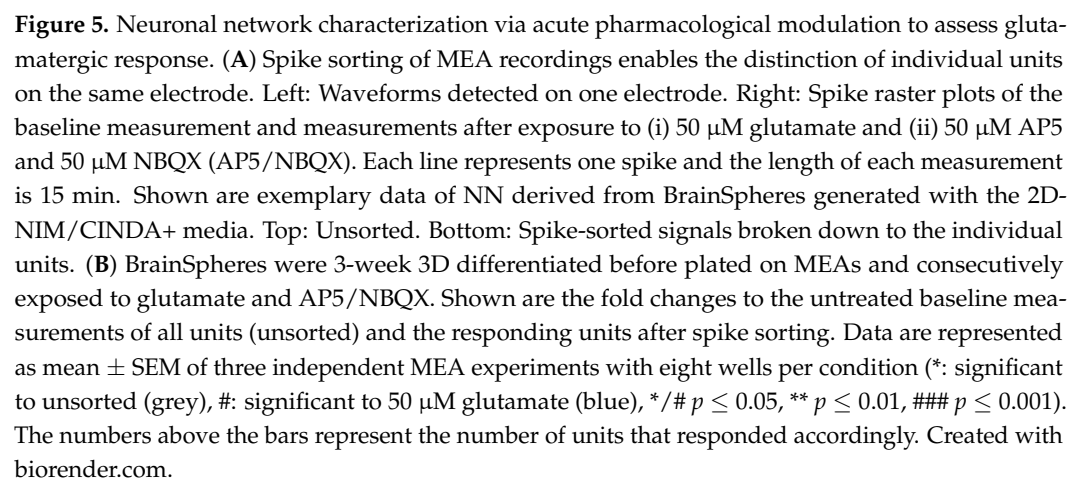 Figure 5. Neuronal network characterization via acute pharmacological modulation to assess gluta-
matergic response. (A) Spike sorting of MEA recordings enables the distinction of individual units
on the same electrode. Left: Waveforms detected on one electrode. Right: Spike raster plots of the
baseline measurement and measurements after exposure to (i) 50 μM glutamate and (ii) 50 μM AP5
and 50 μM NBQX (AP5/NBQX). Each line represents one spike and the length of each measurement
is 15 min. Shown are exemplary data of NN derived from BrainSpheres generated with the 2D-
NIM/CINDA+ media. Top: Unsorted. Bottom: Spike-sorted signals broken down to the individual
units. (B) BrainSpheres were 3-week 3D differentiated before plated on MEAs and consecutively
exposed to glutamate and AP5/NBQX. Shown are the fold changes to the untreated baseline mea-
surements of all units (unsorted) and the responding units after spike sorting. Data are represented
as mean ± SEM of three independent MEA experiments with eight wells per condition (*: significant
to unsorted (grey), #: significant to 50 μM glutamate (blue), */# p ≤ 0.05, ** p ≤ 0.01, ### p ≤ 0.001).
The numbers above the bars represent the number of units that responded accordingly. Created with
biorender.com.